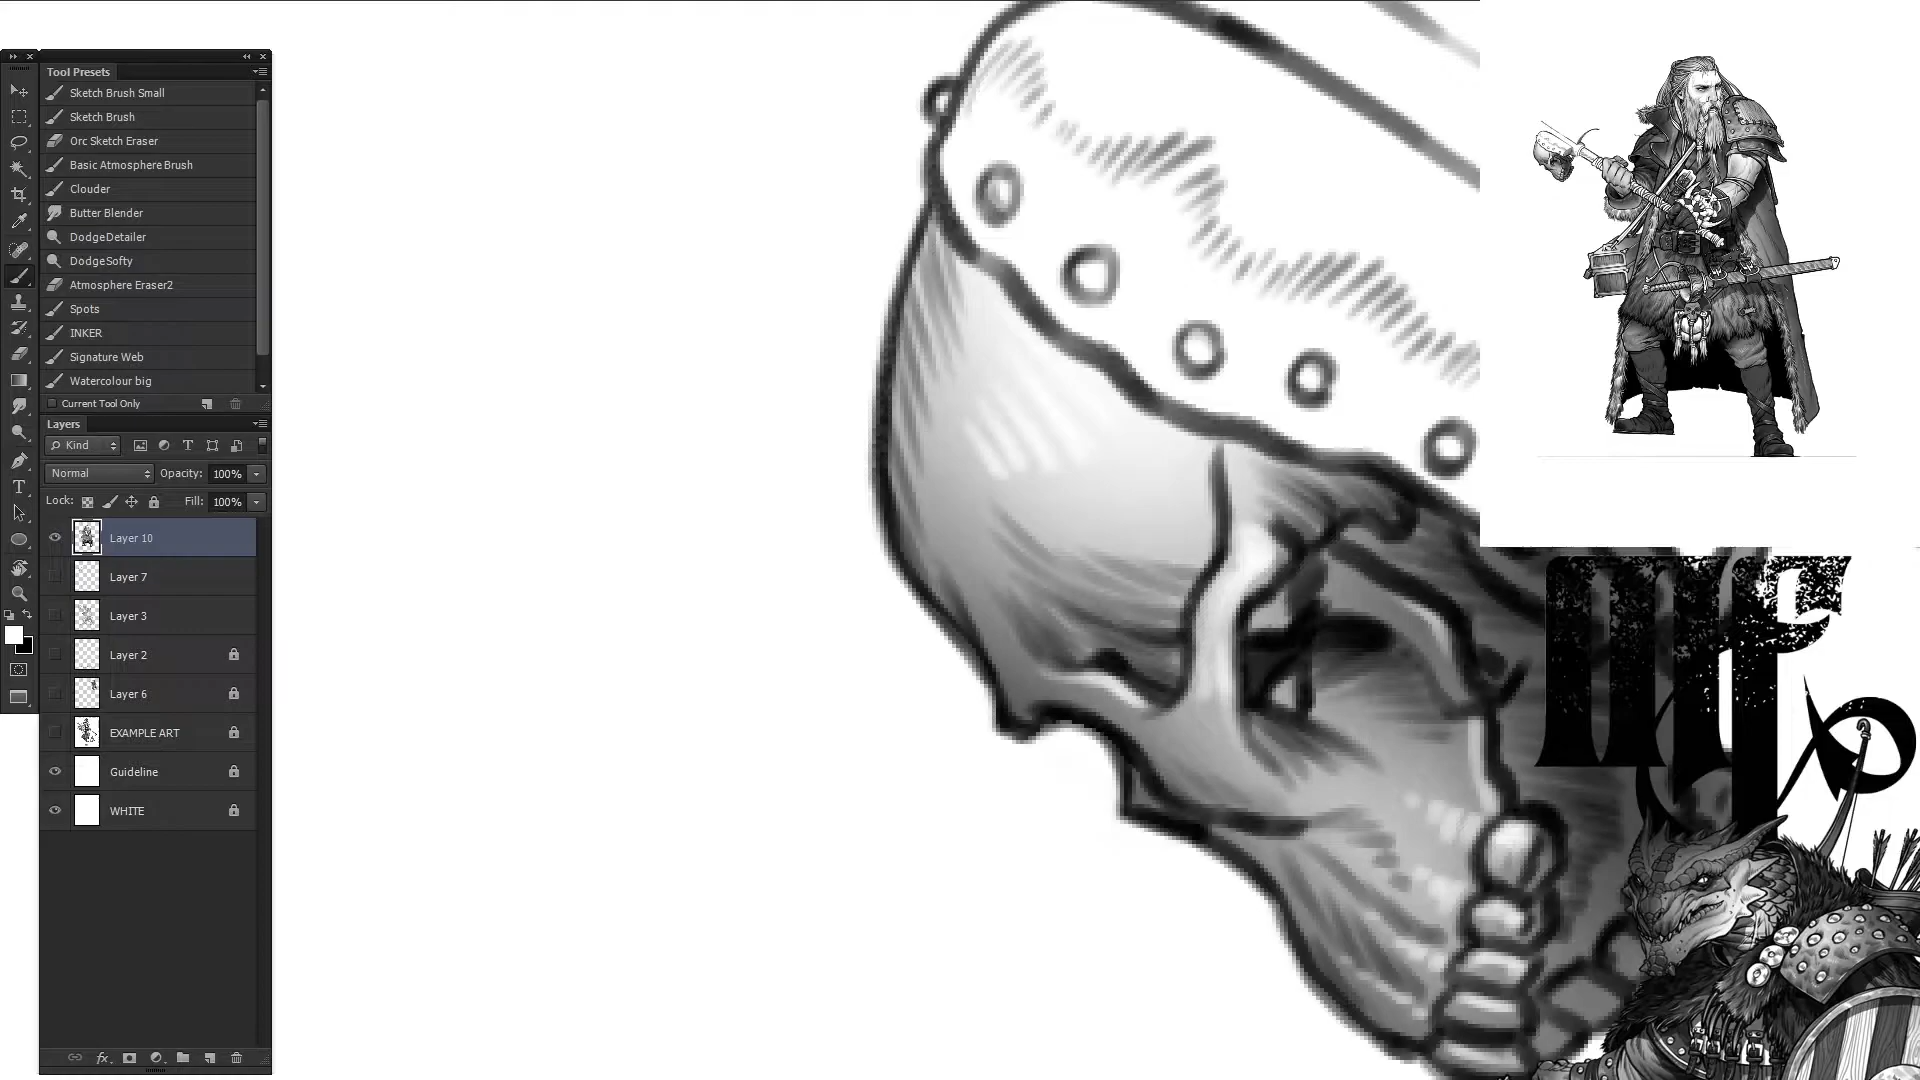 Tool Presets
Sketch Brush Small
Sketch Brush
Orc Sketch Eraser
Basic Atmosphere Brush
Clouder
Butter Blender
DodgeDetailer
DodgeSofty
Atmosphere Eraser2
Spots
INKER
Signature Web
Watercolour big
Current Tool Only
Layers
Kind
Normal Opacity: 100%
Lock: Fill: 100%
Layer 10
Layer 7
Layer 3
Layer 2
Layer 6
EXAMPLE ART
Guideline
WHITE